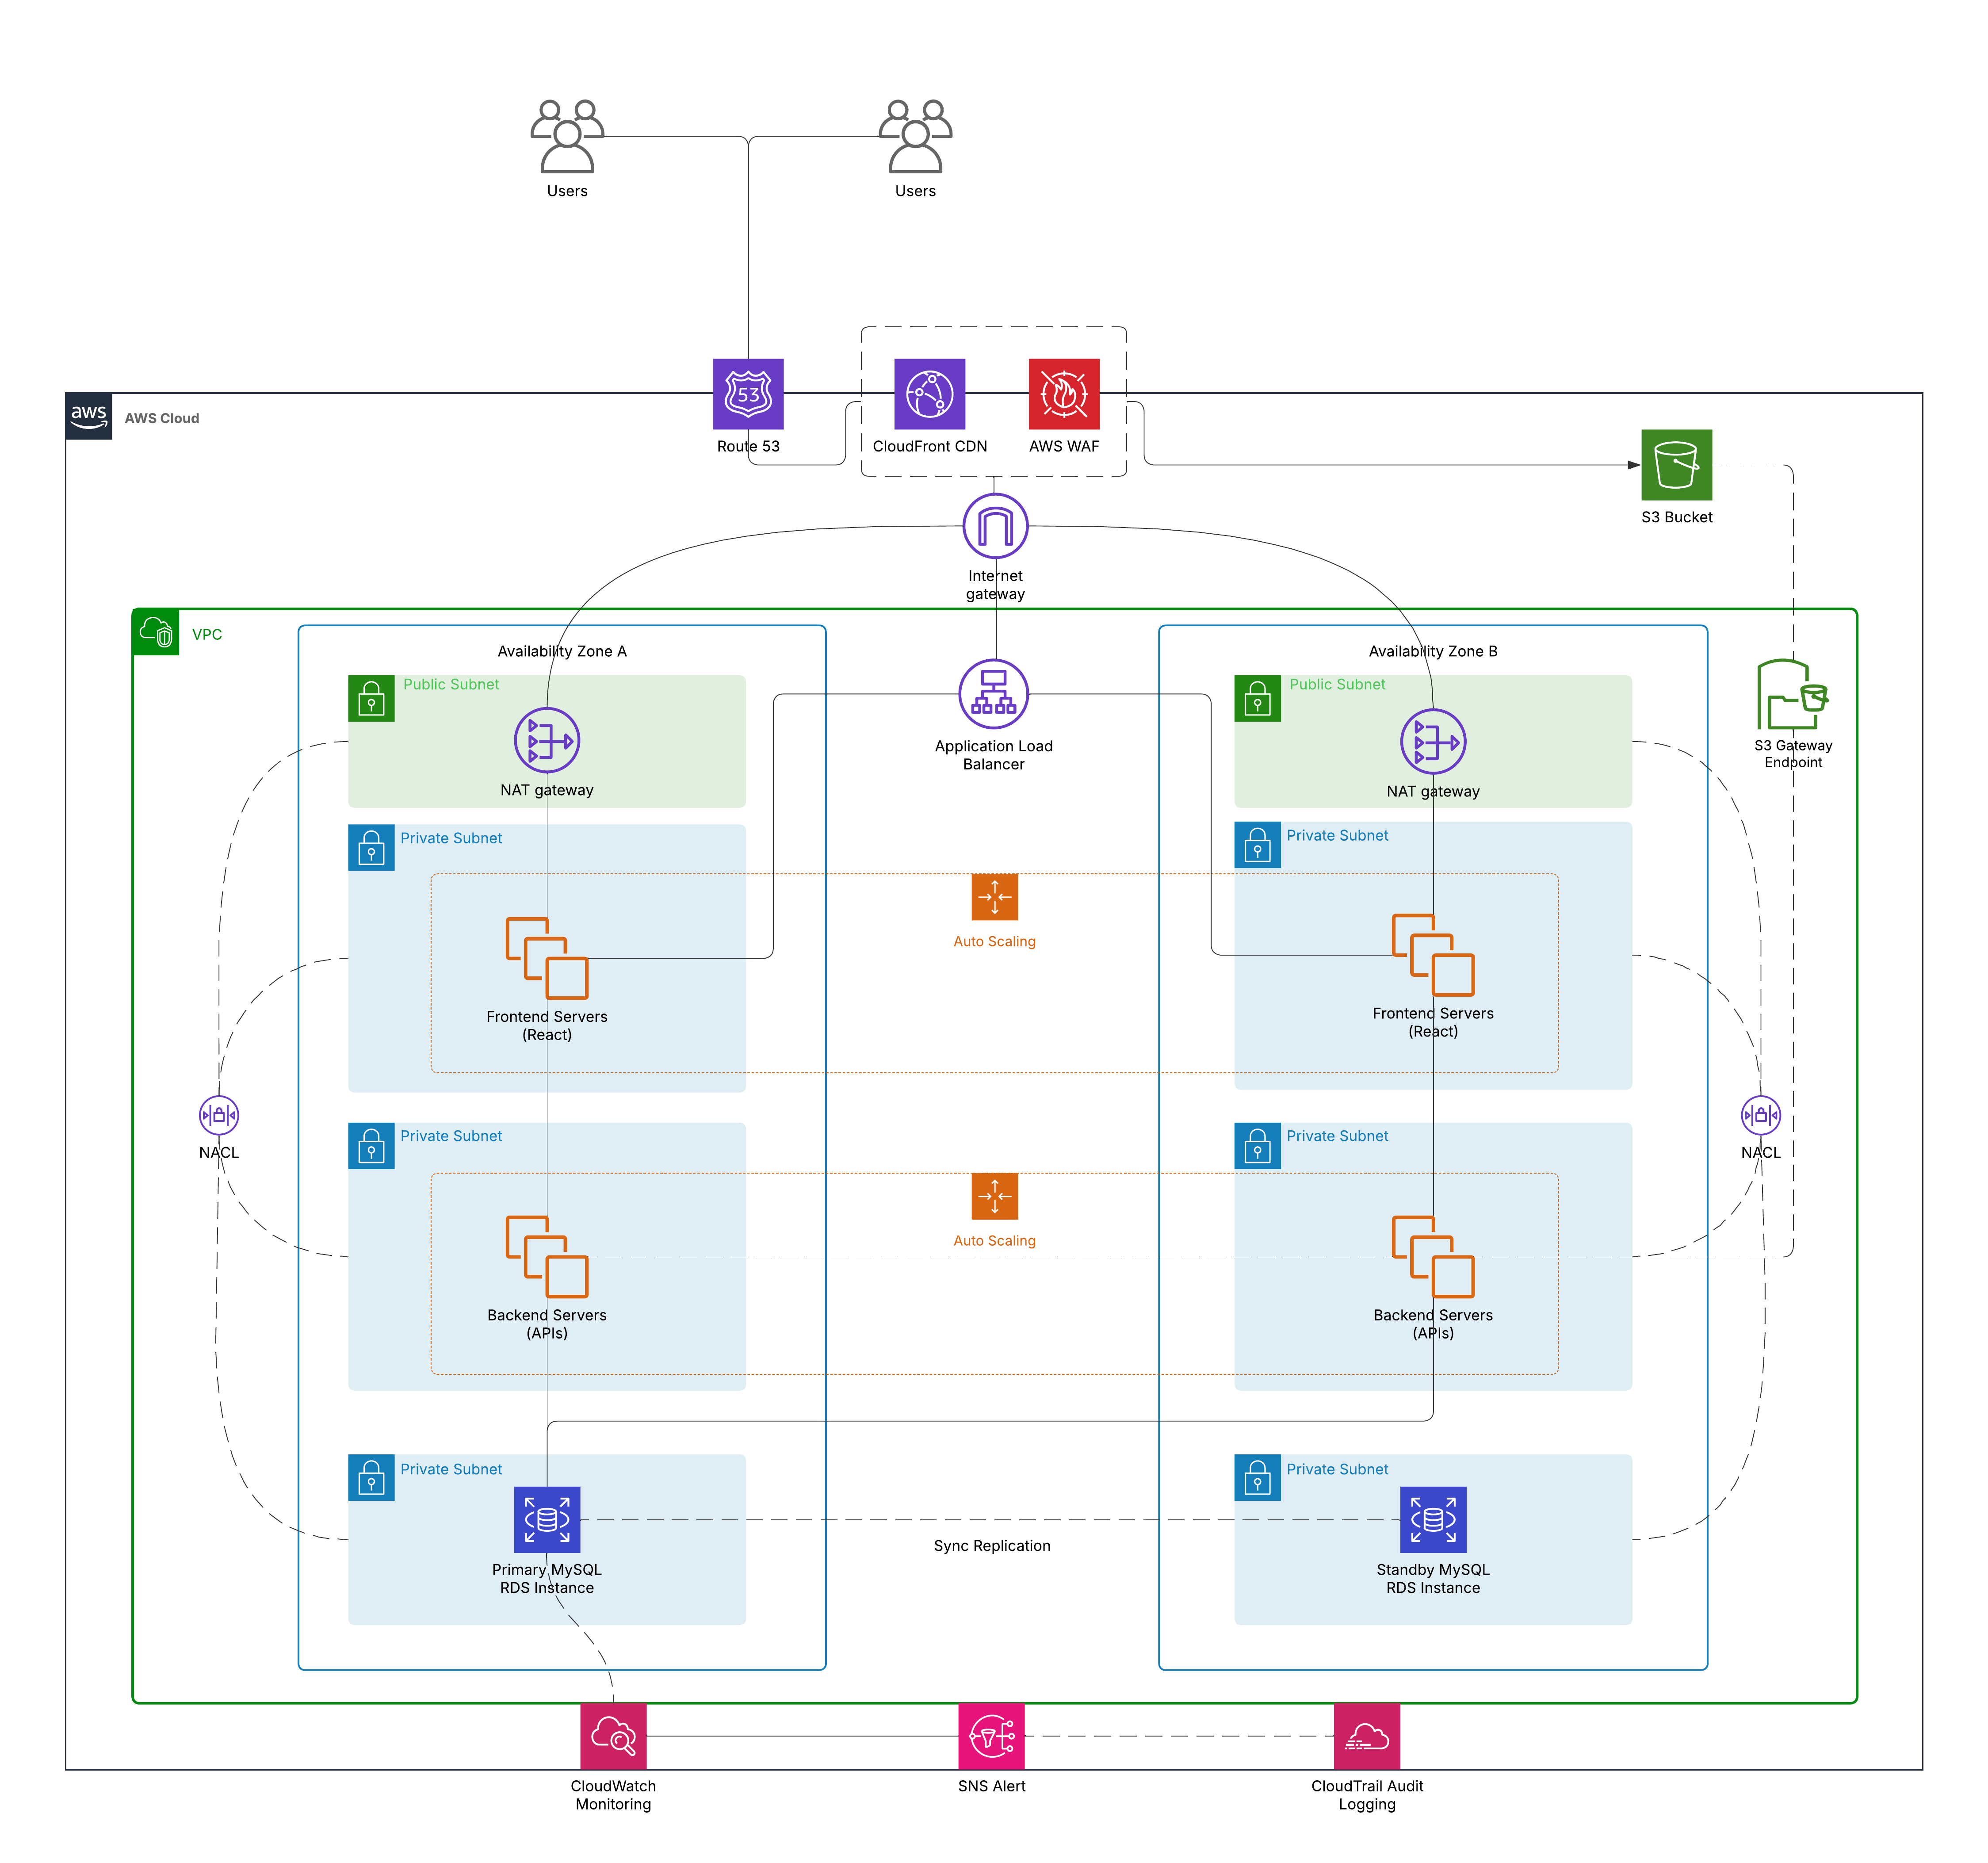 Users
Users
aws
AWS Cloud
53
Route 53
CloudFront CDN
AWS WAF
S3 Bucket
Internet
gateway
VPC
Availability Zone A
Availability Zone B
Public Subnet
Public Subnet
Application Load
Balancer
S3 Gateway
Endpoint
NAT gateway
NAT gateway
Private Subnet
Private Subnet
Auto Scaling
Frontend Servers
(React)
Frontend Servers
(React)
NACL
NACL
Private Subnet
Private Subnet
Auto Scaling
Backend Servers
(APIs)
Backend Servers
(APIs)
Private Subnet
Private Subnet
Sync Replication
Primary MySQL
RDS Instance
Standby MySQL
RDS Instance
CloudWatch
Monitoring
SNS Alert
CloudTrail Audit
Logging